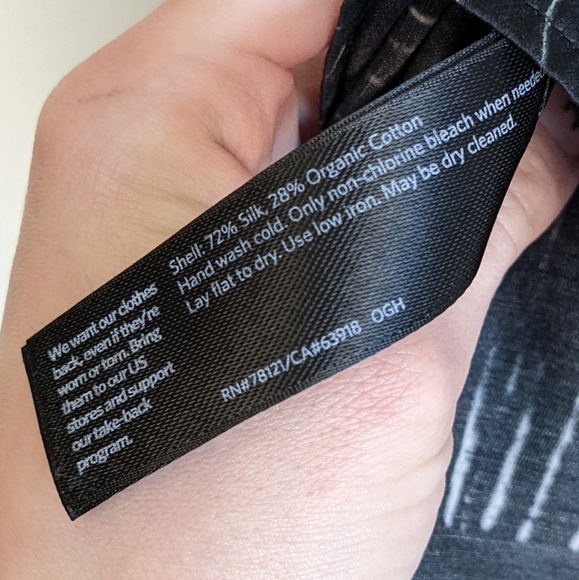 We want our clothes
back, even if they're
worn or torn. Bring
them to our US
stores and support
our take-back
program.
Shell: 72% Silk, 28% Organic Cotton
Hand wash cold. Only non-chlorine bleach when needed.
Lay flat to dry. Use low iron. May be dry cleaned.
RN#78121/CA#63918 OGH